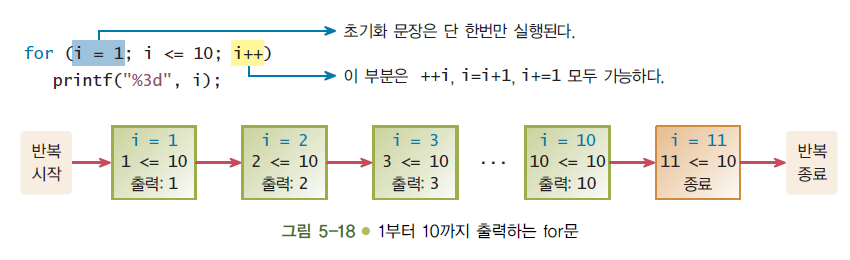 초기화 문장은 단 한번만 실행된다.
for (i = 1; i <= 10; i++)
printf("%3d", i);
이 부분은 ++i, i=i+1, i+=1 모두 가능하다.
반복
시작
i = 1
1 <= 10
출력: 1
i = 2
2 <= 10
출력: 2
i = 3
3 <= 10
출력: 3
...
i = 10
10 <= 10
출력: 10
i = 11
11 <= 10
종료
반복
종료
그림 5-18 ● 1부터 10까지 출력하는 for문